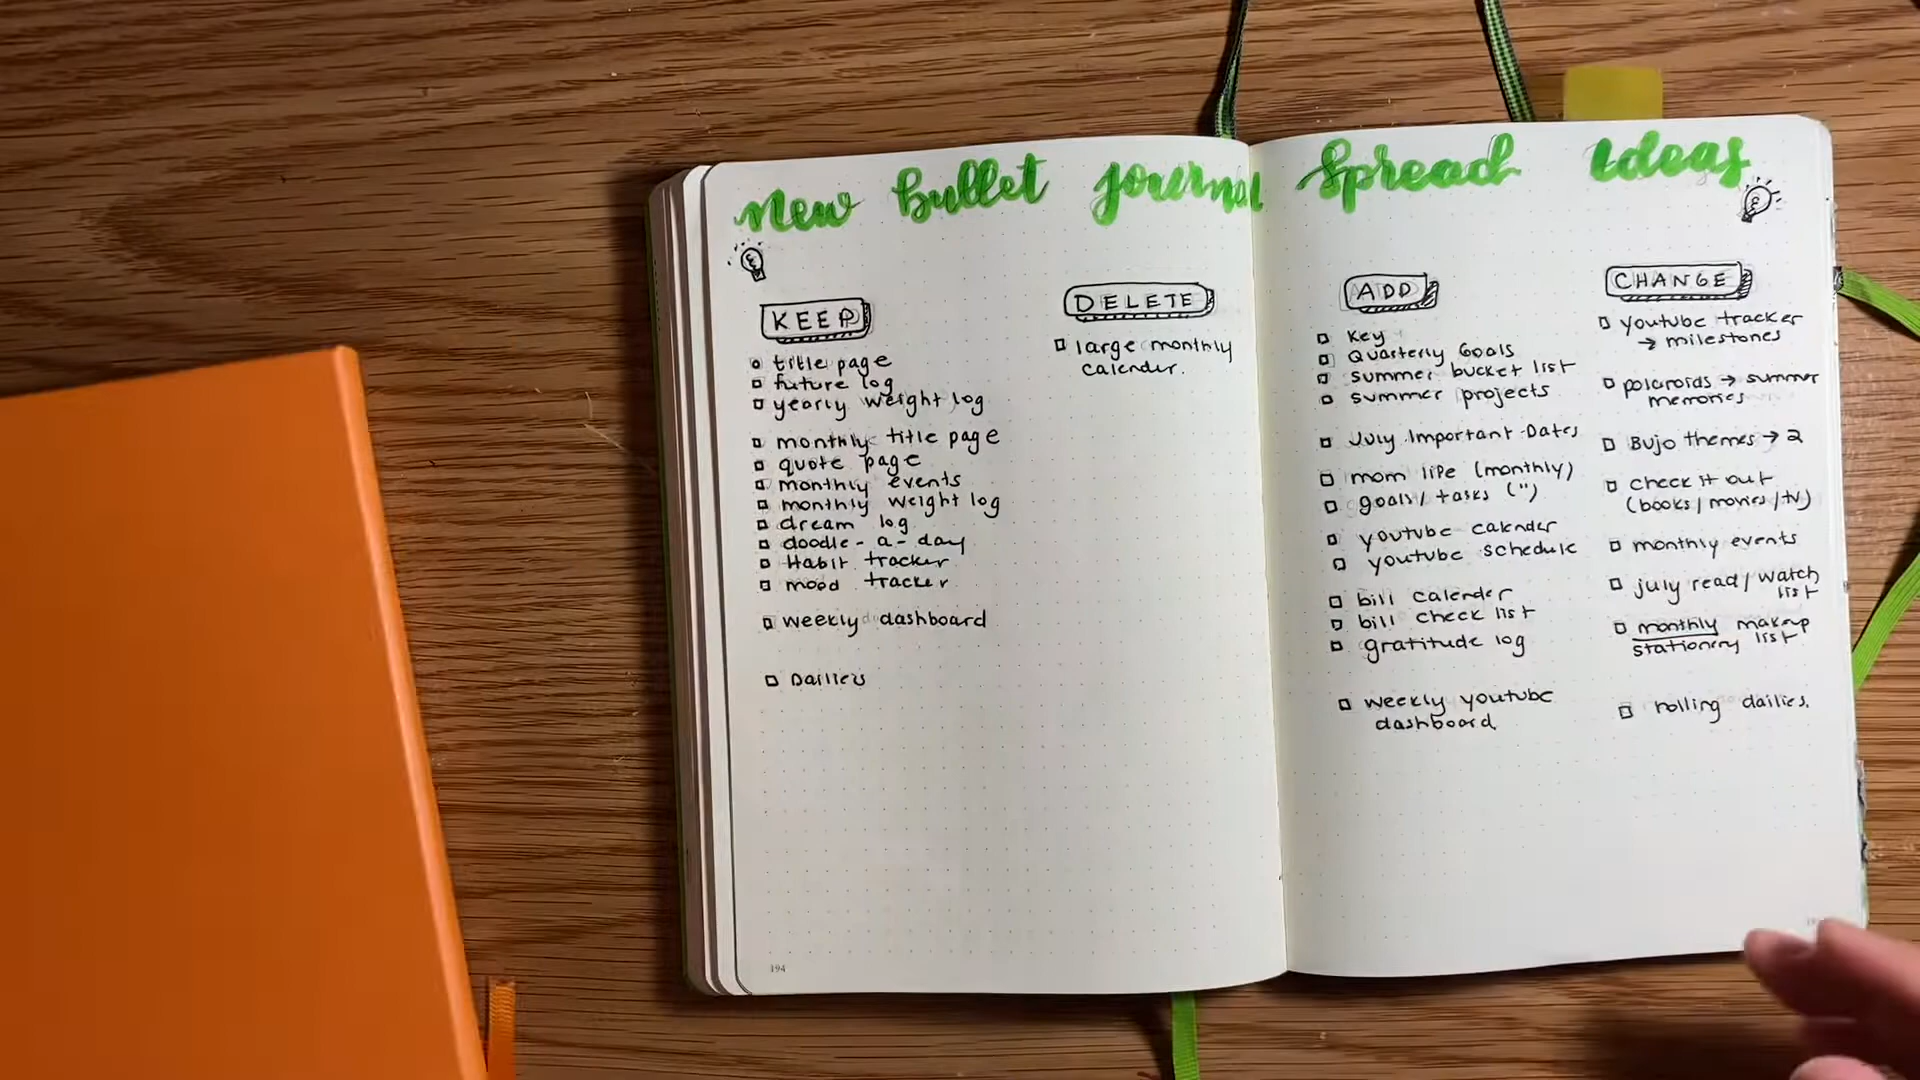 New Bullet Journal Spread Ideas
KEEP
title page
future log
yearly weight log
monthly title page
quote page
monthly events
monthly weight log
dream log
doodle-a-day
Habit tracker
mood tracker
weekly dashboard
Dailies
194
DELETE
large monthly
calender.
ADD
Key
Quarterly Goals
summer bucket list
summer projects
July Important Dates
mom life (monthly)
goals/tasks (")
youtube calender
youtube schedule
bill calender
bill check list
gratitude log
weekly youtube
dashboard
CHANGE
youtube tracker
→ milestones
polaroids → summer
memories
Bujo themes → 2
check it out
(books/movies/tv)
monthly events
july read/watch
list
monthly makeup
stationery list
rolling dailies.